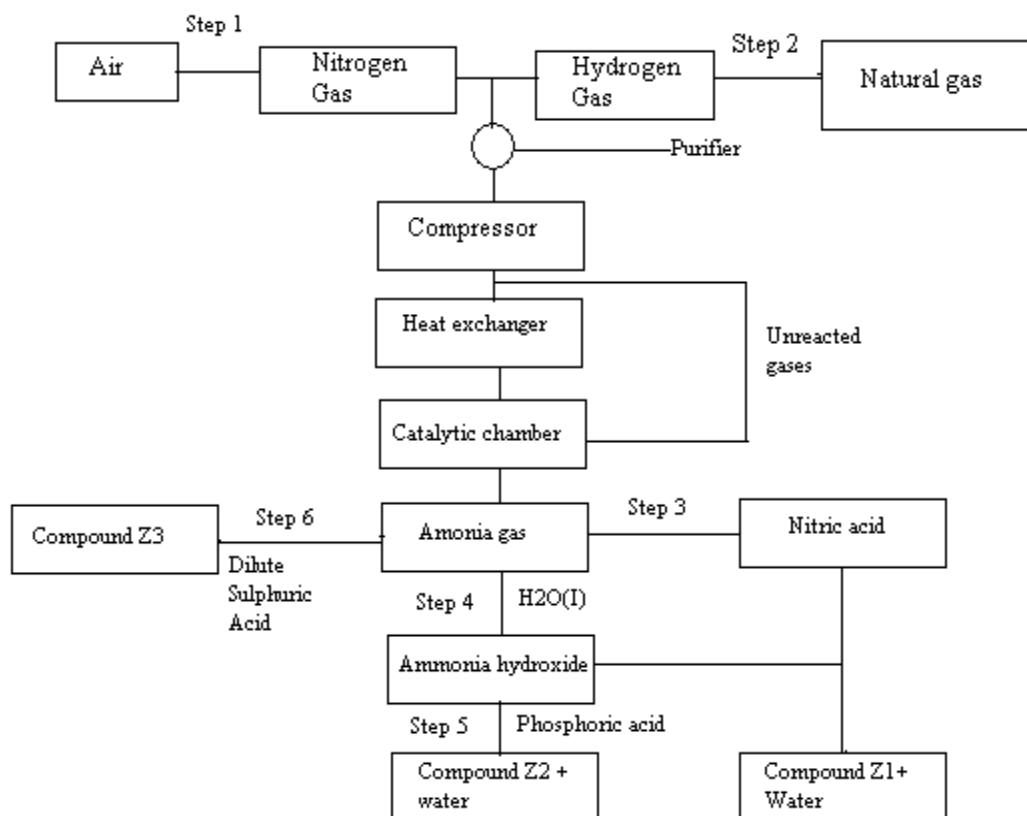 Step 1
Step 2
Air
Nitrogen
Gas
Hydrogen
Gas
Natural gas
Purifier
Compressor
Heat exchanger
Unreacted
gases
Catalytic chamber
Step 6
Step 3
Compound Z3
Amonia gas
Nitric acid
Dilute
Sulphuric
Acid
Step 4
H2O(I)
Ammonia hydroxide
Step 5
Phosphoric acid
Compound Z2 +
water
Compound Z1+
Water